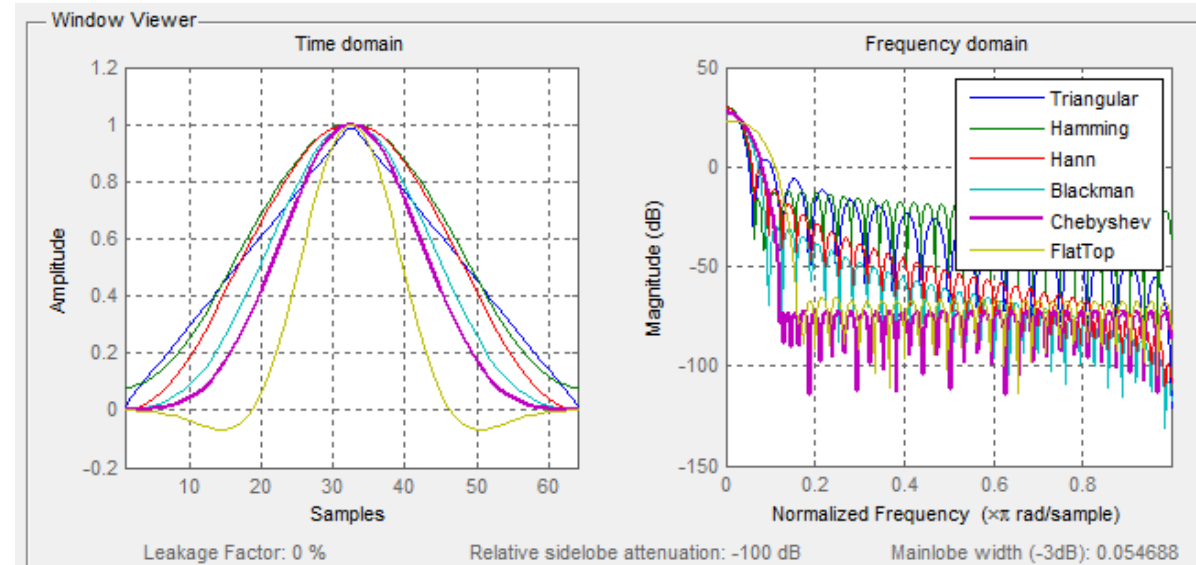 Window Viewer
Time domain
1.2
1
0.8
0.6
0.4
0.2
0
-0.2
Amplitude
10 20 30 40 50 60
Samples
Frequency domain
50
0
-50
-100
-150
Magnitude (dB)
Triangular
Hamming
Hann
Blackman
Chebyshev
FlatTop
0 0.2 0.4 0.6 0.8
Normalized Frequency (×π rad/sample)
Leakage Factor: 0 % Relative sidelobe attenuation: -100 dB Mainlobe width (-3dB): 0.054688